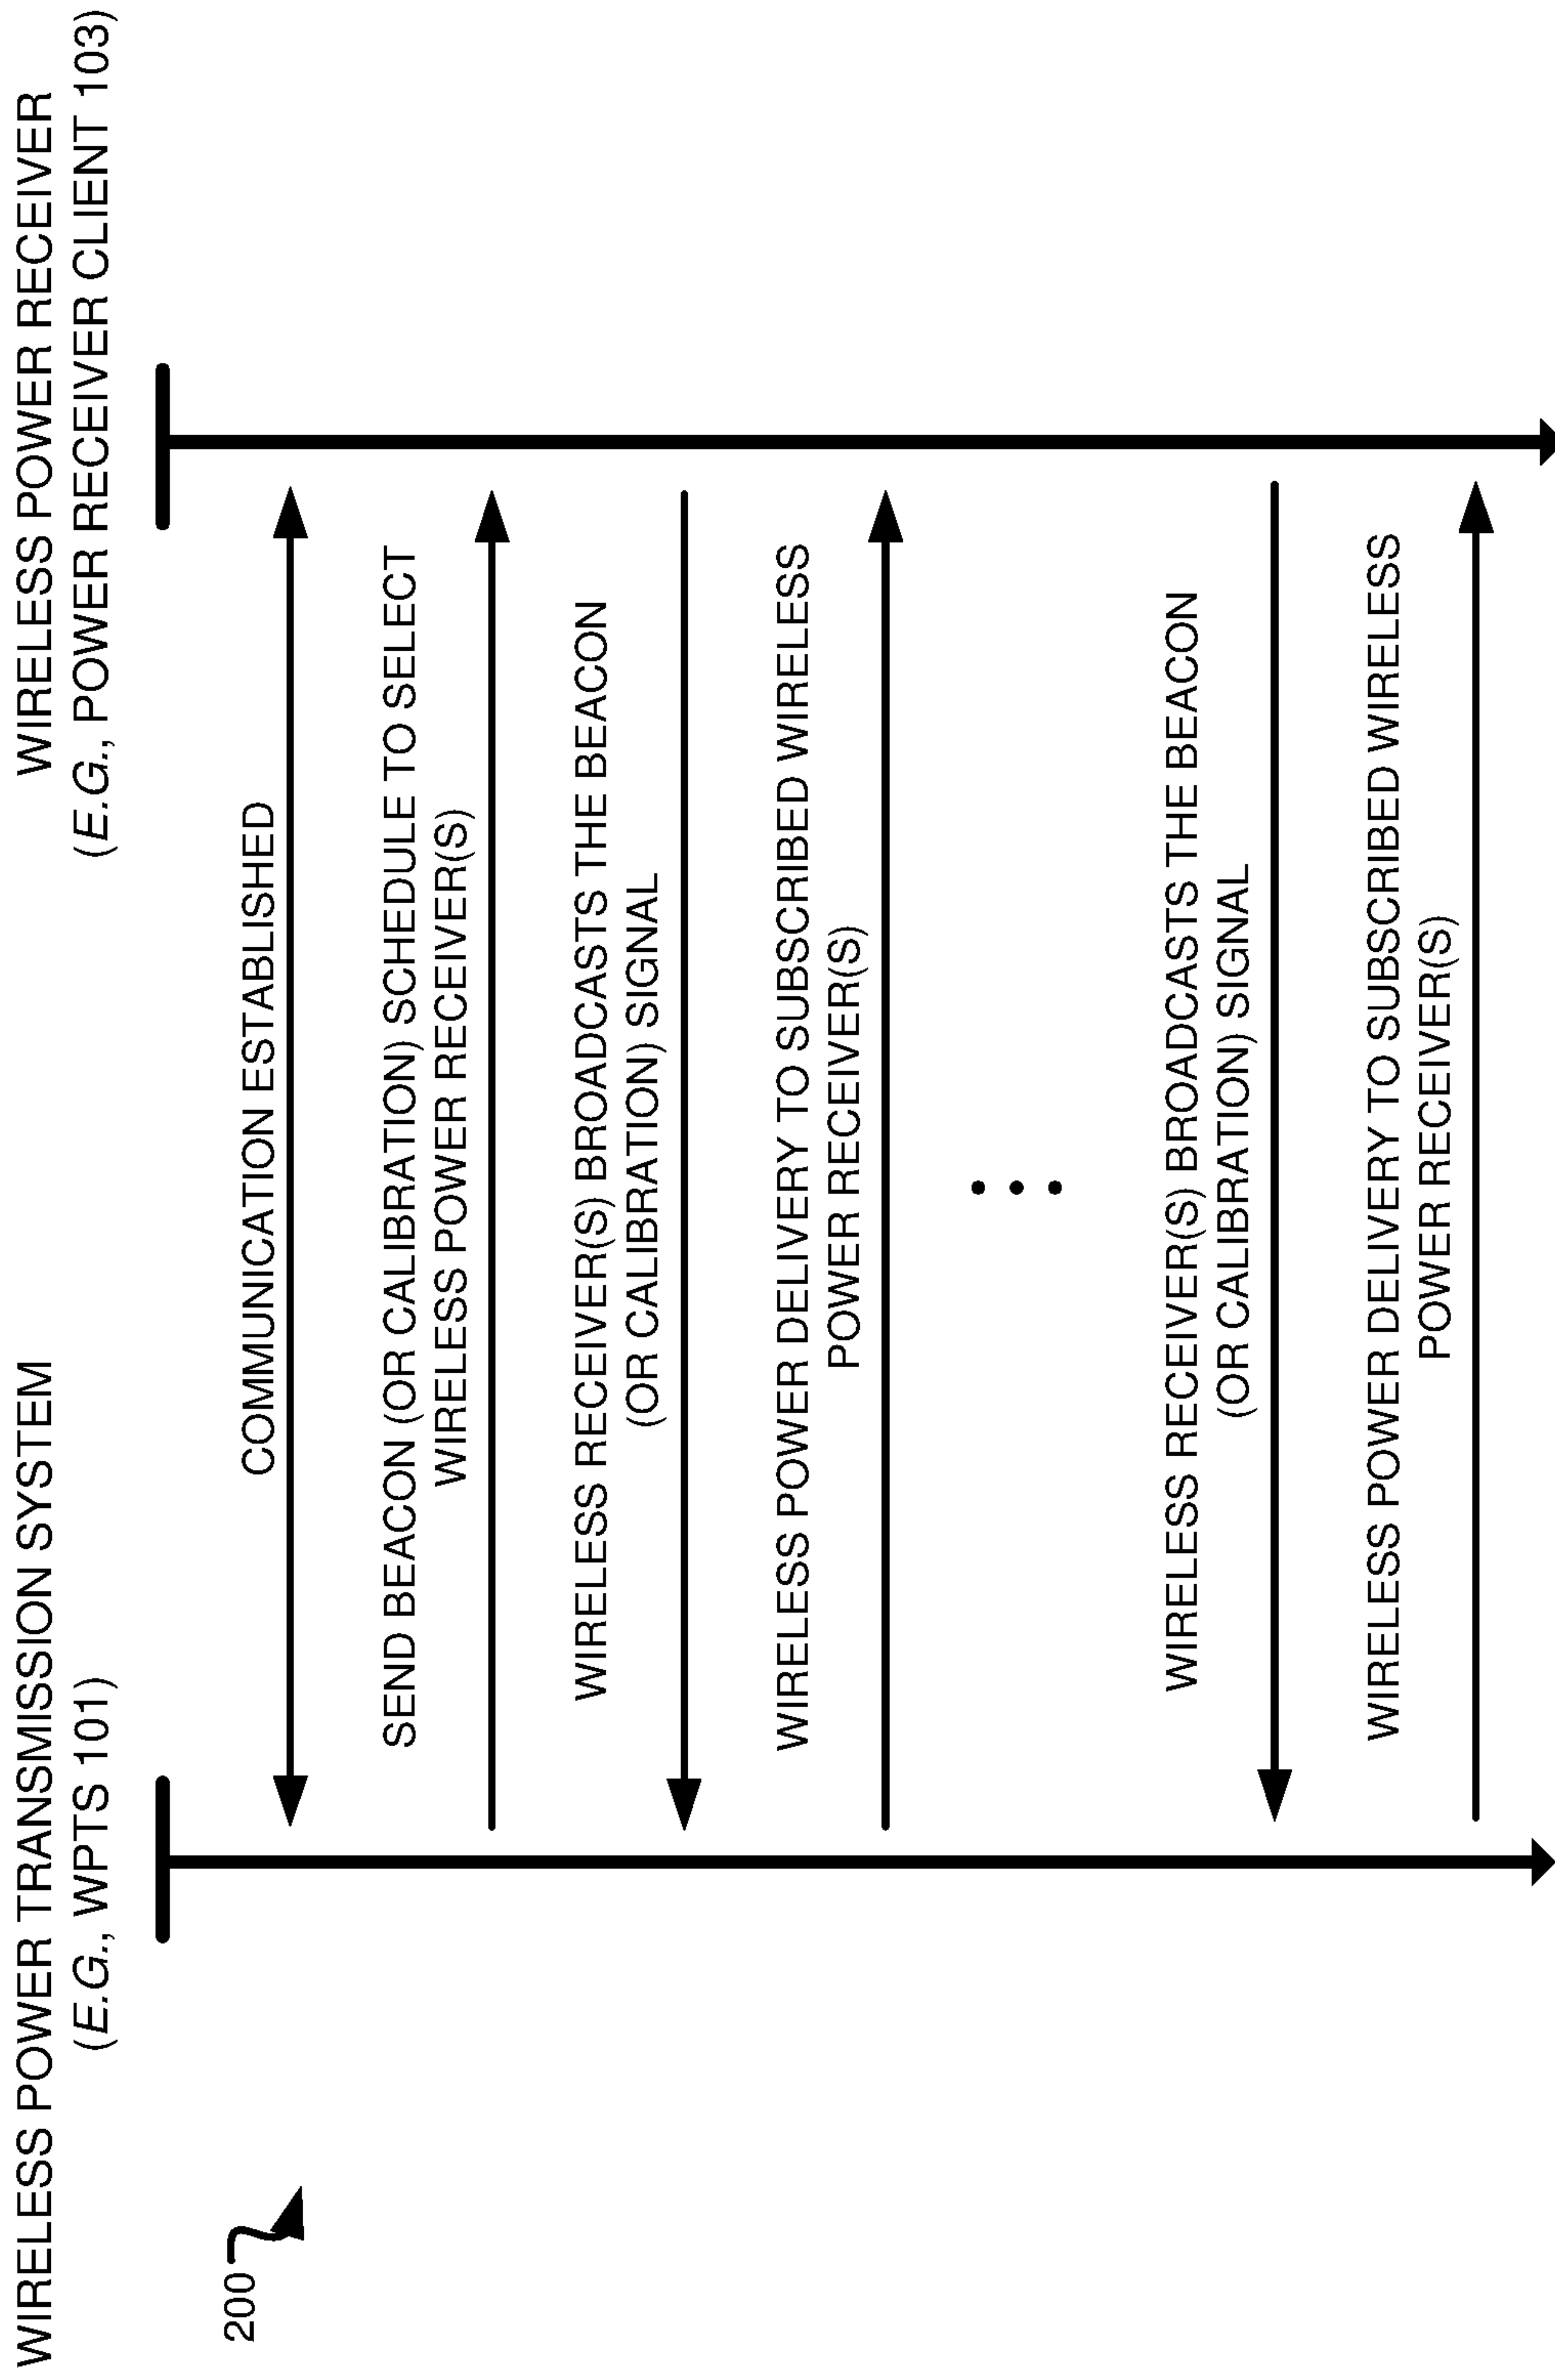 WIRELESS POWER TRANSMISSION SYSTEM
(E.G., WPTS 101)
WIRELESS POWER RECEIVER
(E.G., POWER RECEIVER CLIENT 103)
200
COMMUNICATION ESTABLISHED
SEND BEACON (OR CALIBRATION) SCHEDULE TO SELECT
WIRELESS POWER RECEIVER(S)
WIRELESS RECEIVER(S) BROADCASTS THE BEACON
(OR CALIBRATION) SIGNAL
WIRELESS POWER DELIVERY TO SUBSCRIBED WIRELESS
POWER RECEIVER(S)
WIRELESS RECEIVER(S) BROADCASTS THE BEACON
(OR CALIBRATION) SIGNAL
WIRELESS POWER DELIVERY TO SUBSCRIBED WIRELESS
POWER RECEIVER(S)